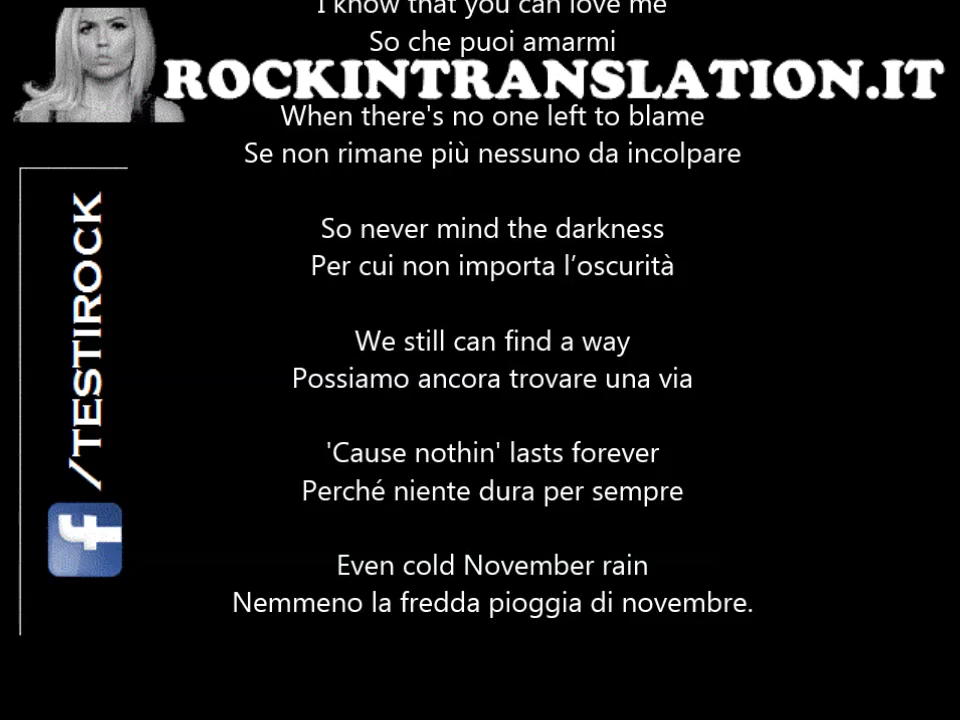 I know that you can love me
So che puoi amarmi
ROCKINTRANSLATION.IT
When there's no one left to blame
Se non rimane più nessuno da incolpare
So never mind the darkness
Per cui non importa l’oscurità
We still can find a way
Possiamo ancora trovare una via
'Cause nothin' lasts forever
Perché niente dura per sempre
Even cold November rain
Nemmeno la fredda pioggia di novembre.
/TESTIROCK
f